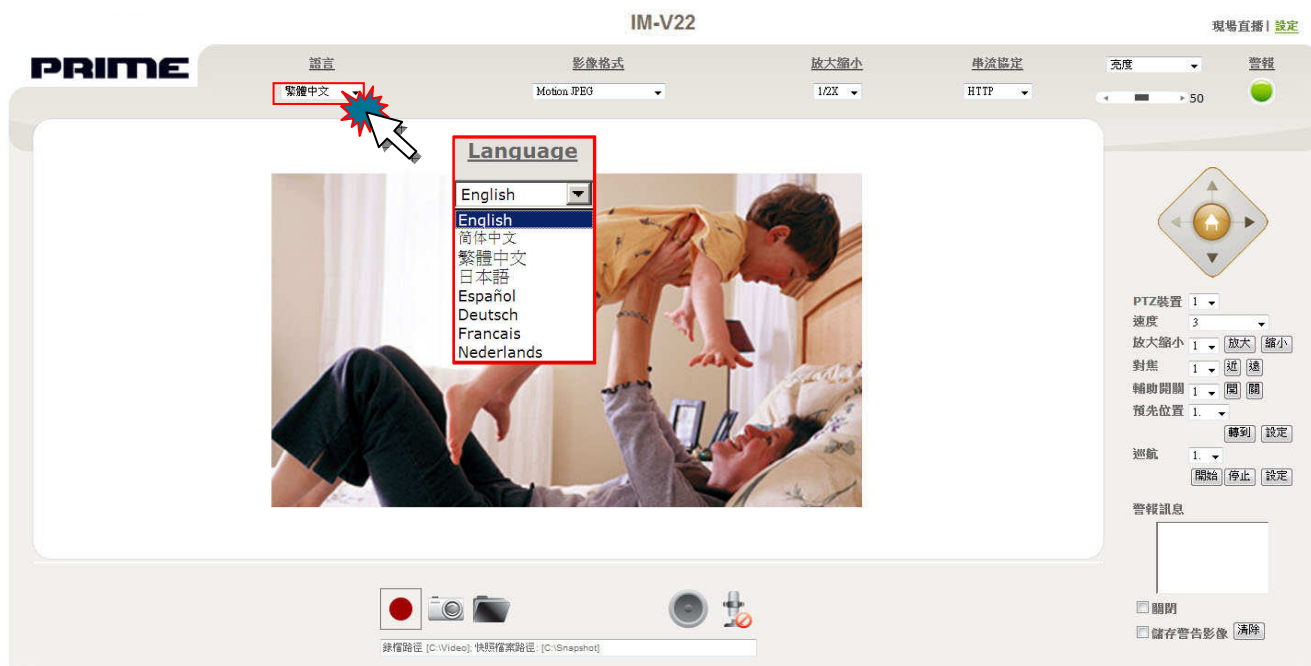 IM-V22
現場直播 | 設定
PRIME
語言
影像格式
放大縮小
串流協定
亮度
警報
繁體中文
Motion JPEG
1/2X
HTTP
50
Language
English
English
简体中文
繁體中文
日本語
Español
Deutsch
Francais
Nederlands
PTZ裝置 1
速度 3
放大縮小 1 放大 縮小
對焦 1 近 遠
輔助開關 1 開 關
預先位置 1.
轉到 設定
巡航 1.
開始 停止 設定
警報訊息
關閉
儲存警告影像 清除
錄檔路徑 [C:\Video]; 快照檔案路徑: [C:\Snapshot]